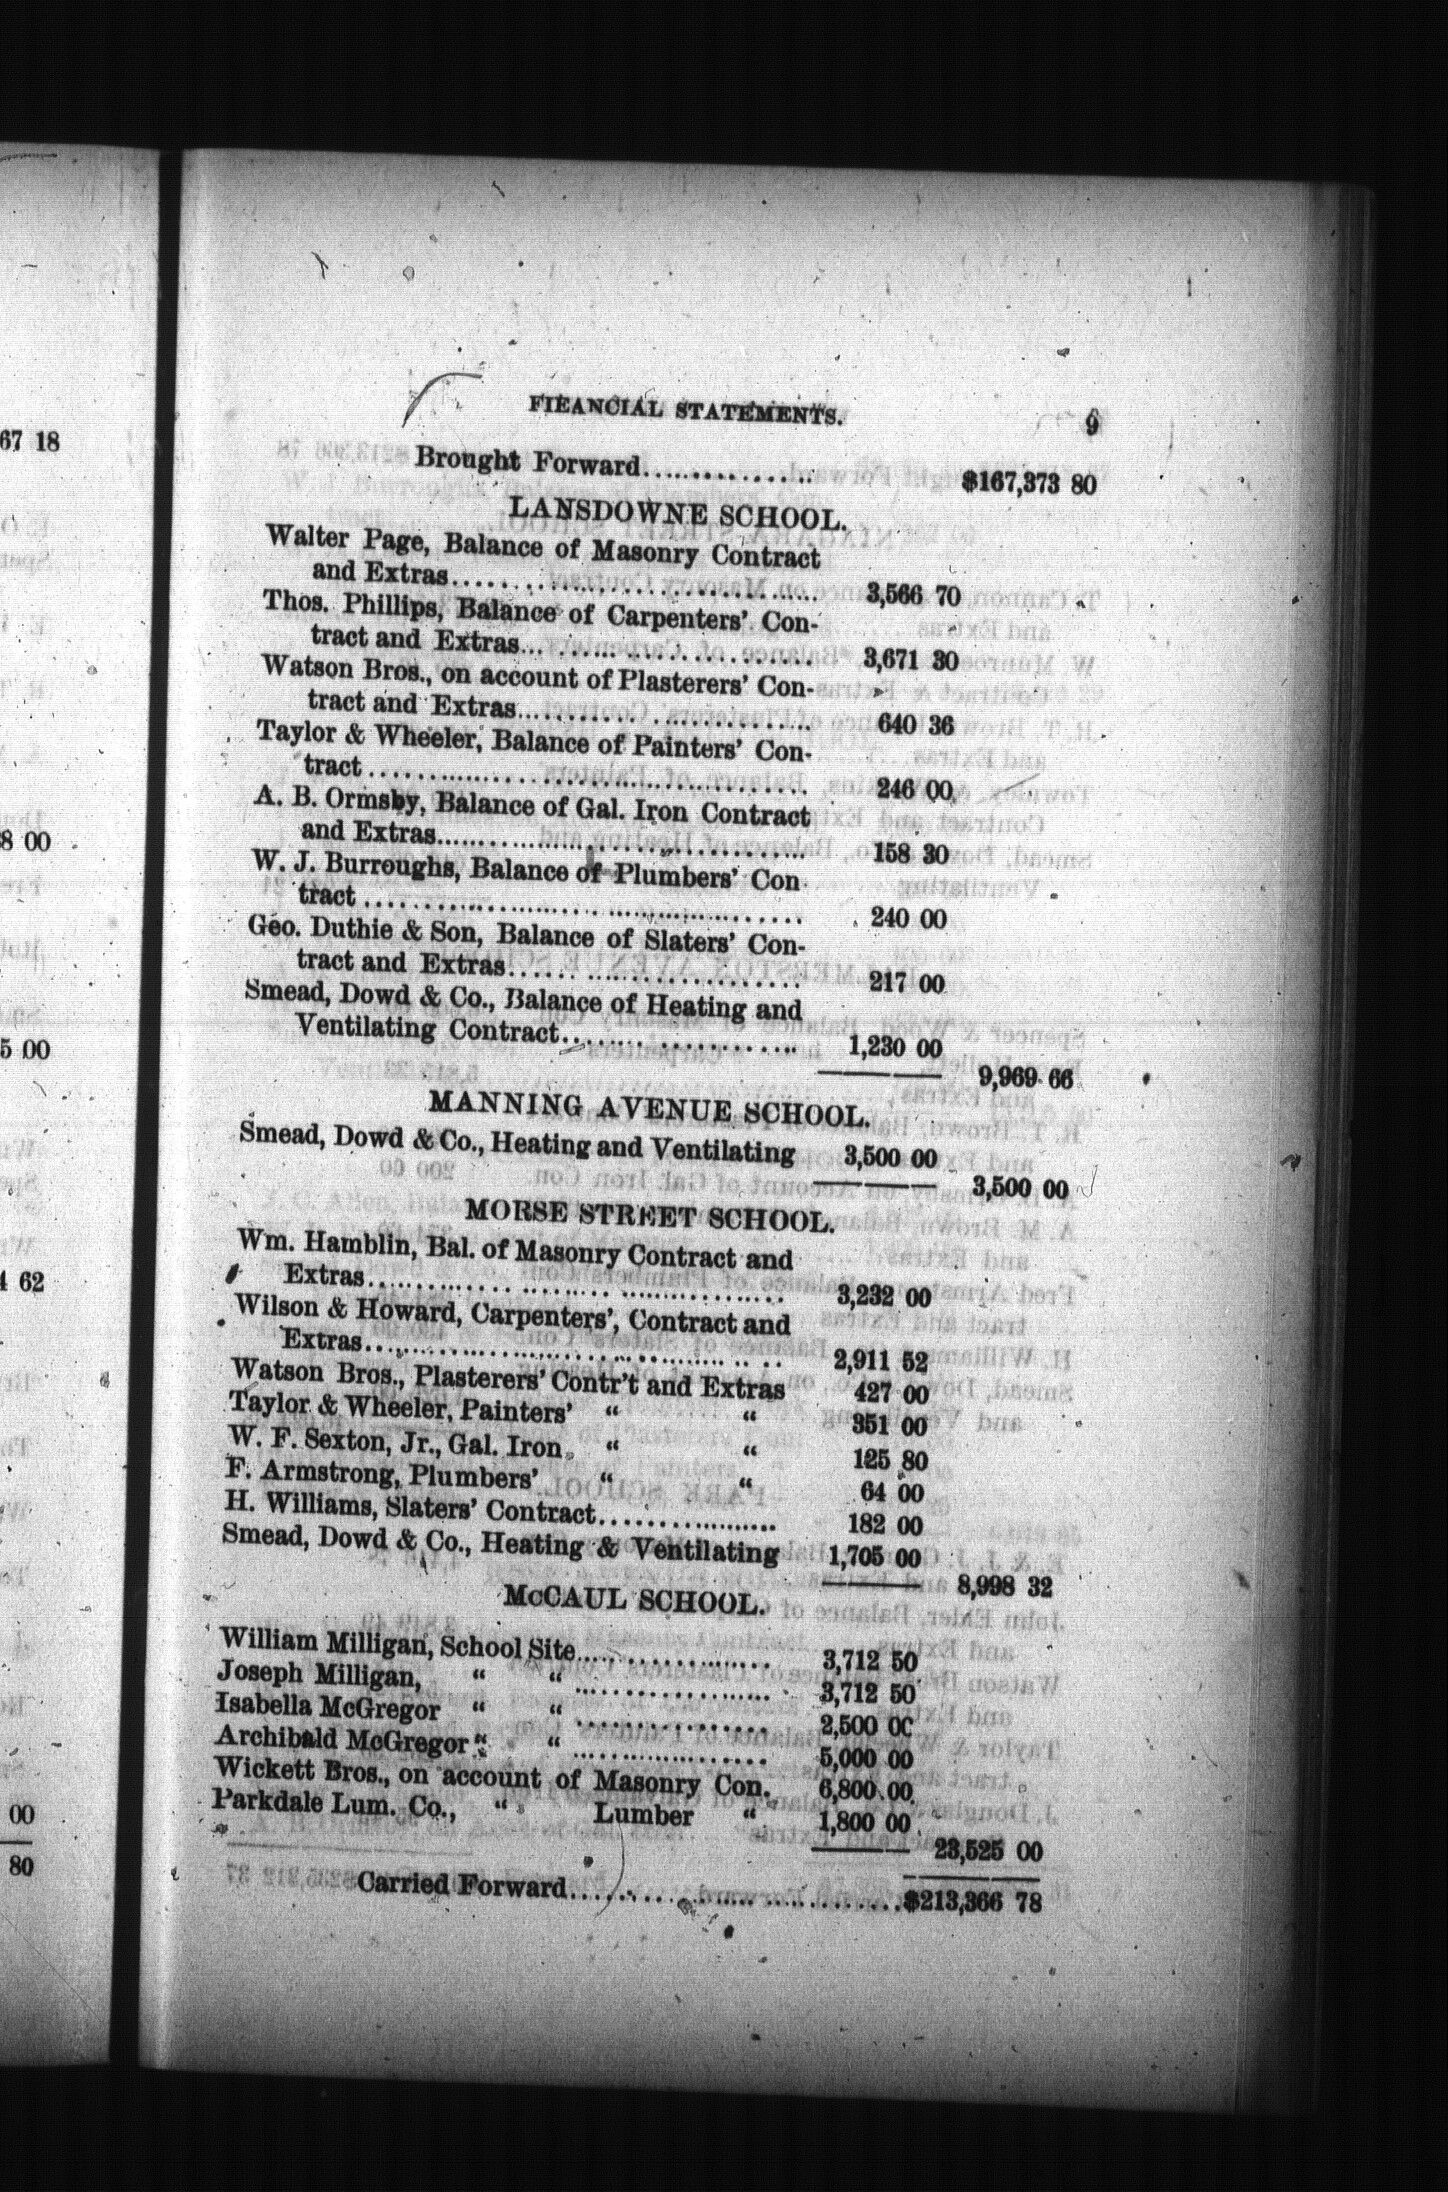 67 18
8 00
5 00
4 62
00
80
FIEANCIAL STATEMENTS. 9
Brought Forward................ $167,373 80
LANSDOWNE SCHOOL.
Walter Page, Balance of Masonry Contract
and Extras.............................. 3,566 70
Thos. Phillips, Balance of Carpenters' Con-
tract and Extras........................ 3,671 30
Watson Bros., on account of Plasterers' Con-
tract and Extras........................ 640 36
Taylor & Wheeler, Balance of Painters' Con-
tract.................................... 246 00
A. B. Ormsby, Balance of Gal. Iron Contract
and Extras.............................. 158 30
W. J. Burroughs, Balance of Plumbers' Con
tract.................................... 240 00
Geo. Duthie & Son, Balance of Slaters' Con-
tract and Extras........................ 217 00
Smead, Dowd & Co., Balance of Heating and
Ventilating Contract................... 1,230 00
9,969 66
MANNING AVENUE SCHOOL.
Smead, Dowd & Co., Heating and Ventilating 3,500 00
3,500 00
MORSE STREET SCHOOL.
Wm. Hamblin, Bal. of Masonry Contract and
Extras.................................. 3,232 00
Wilson & Howard, Carpenters', Contract and
Extras.................................. 2,911 52
Watson Bros., Plasterers' Contr't and Extras 427 00
Taylor & Wheeler, Painters' “ “ 351 00
W. F. Sexton, Jr., Gal. Iron “ “ 125 80
F. Armstrong, Plumbers' “ “ 64 00
H. Williams, Slaters' Contract................. 182 00
Smead, Dowd & Co., Heating & Ventilating 1,705 00
8,998 32
McCAUL SCHOOL.
William Milligan, School Site.................. 3,712 50
Joseph Milligan, “ “ .................. 3,712 50
Isabella McGregor “ “ .................. 2,500 00
Archibald McGregor “ “ .................. 5,000 00
Wickett Bros., on account of Masonry Con. 6,800 00
Parkdale Lum. Co., “ Lumber “ 1,800 00
23,525 00
Carried Forward............................$213,366 78